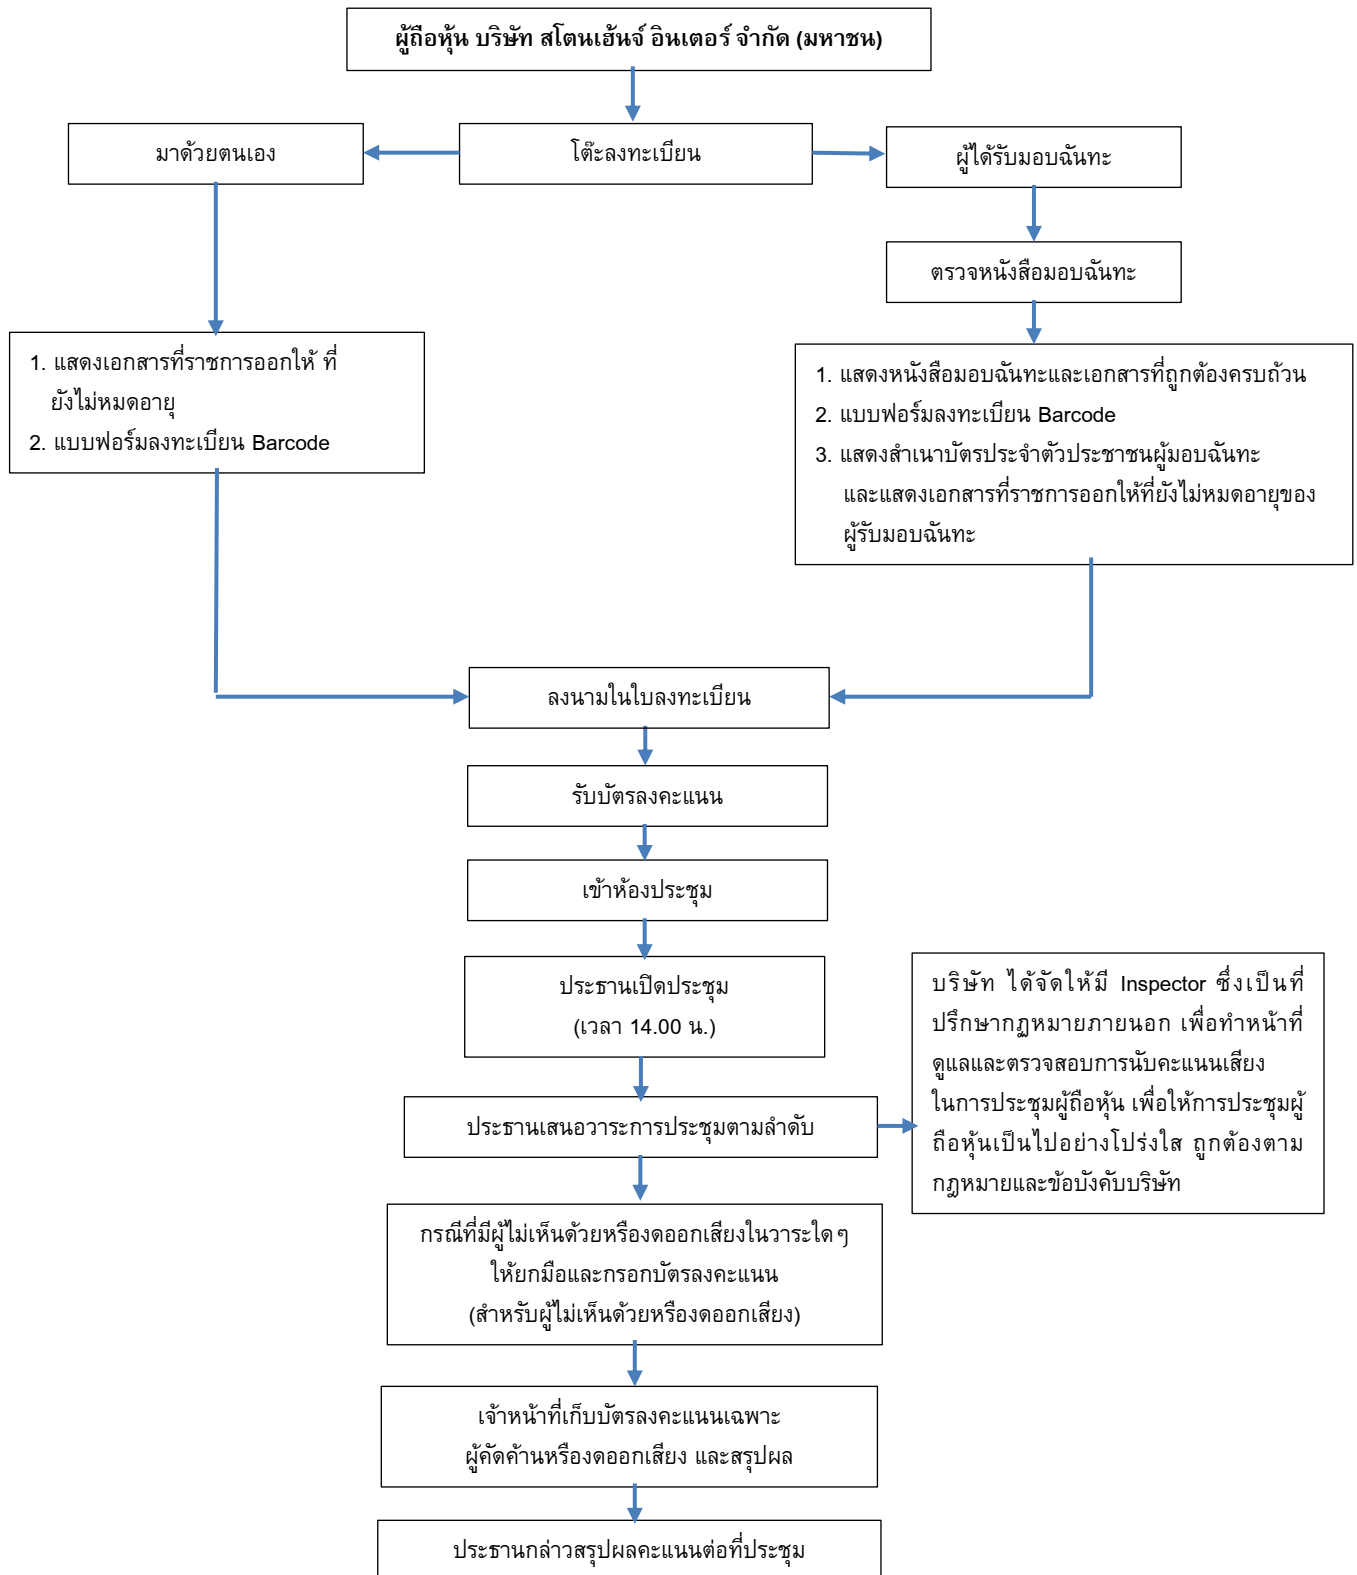 ผู้ถือหุ้น บริษัท สโตนเฮ้นจ์ อินเตอร์ จำกัด (มหาชน)
มาด้วยตนเอง
โต๊ะลงทะเบียน
ผู้ได้รับมอบฉันทะ
ตรวจหนังสือมอบฉันทะ
1. แสดงเอกสารที่ราชการออกให้ ที่
ยังไม่หมดอายุ
2. แบบฟอร์มลงทะเบียน Barcode
1. แสดงหนังสือมอบฉันทะและเอกสารที่ถูกต้องครบถ้วน
2. แบบฟอร์มลงทะเบียน Barcode
3. แสดงสำเนาบัตรประจำตัวประชาชนผู้มอบฉันทะ
และแสดงเอกสารที่ราชการออกให้ที่ยังไม่หมดอายุของ
ผู้รับมอบฉันทะ
ลงนามในใบลงทะเบียน
รับบัตรลงคะแนน
เข้าห้องประชุม
ประธานเปิดประชุม
(เวลา 14.00 น.)
ประธานเสนอวาระการประชุมตามลำดับ
บริษัท ได้จัดให้มี Inspector ซึ่งเป็นที่
ปรึกษากฎหมายภายนอก เพื่อทำหน้าที่
ดูแลและตรวจสอบการนับคะแนนเสียง
ในการประชุมผู้ถือหุ้น เพื่อให้การประชุมผู้
ถือหุ้นเป็นไปอย่างโปร่งใส ถูกต้องตาม
กฎหมายและข้อบังคับบริษัท
กรณีที่มีผู้ไม่เห็นด้วยหรืองดออกเสียงในวาระใดๆ
ให้ยกมือและกรอกบัตรลงคะแนน
(สำหรับผู้ไม่เห็นด้วยหรืองดออกเสียง)
เจ้าหน้าที่เก็บบัตรลงคะแนนเฉพาะ
ผู้คัดค้านหรืองดออกเสียง และสรุปผล
ประธานกล่าวสรุปผลคะแนนต่อที่ประชุม